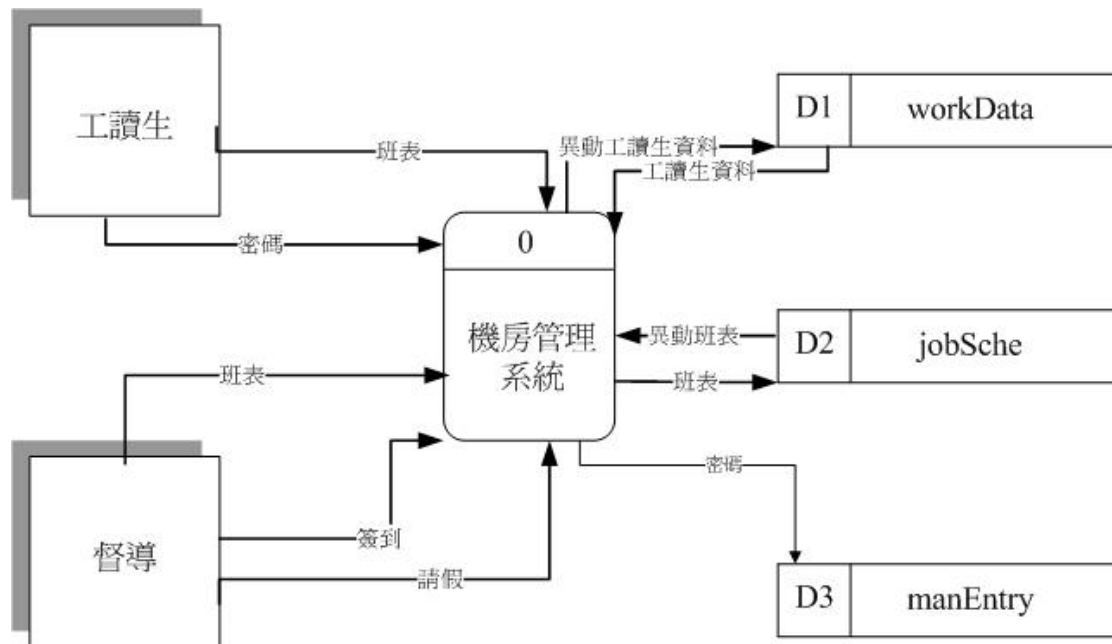 工讀生
D1 workData
班表
異動工讀生資料
工讀生資料
密碼
0
機房管理
系統
異動班表
D2 jobSche
班表
班表
密碼
簽到
督導
請假
D3 manEntry